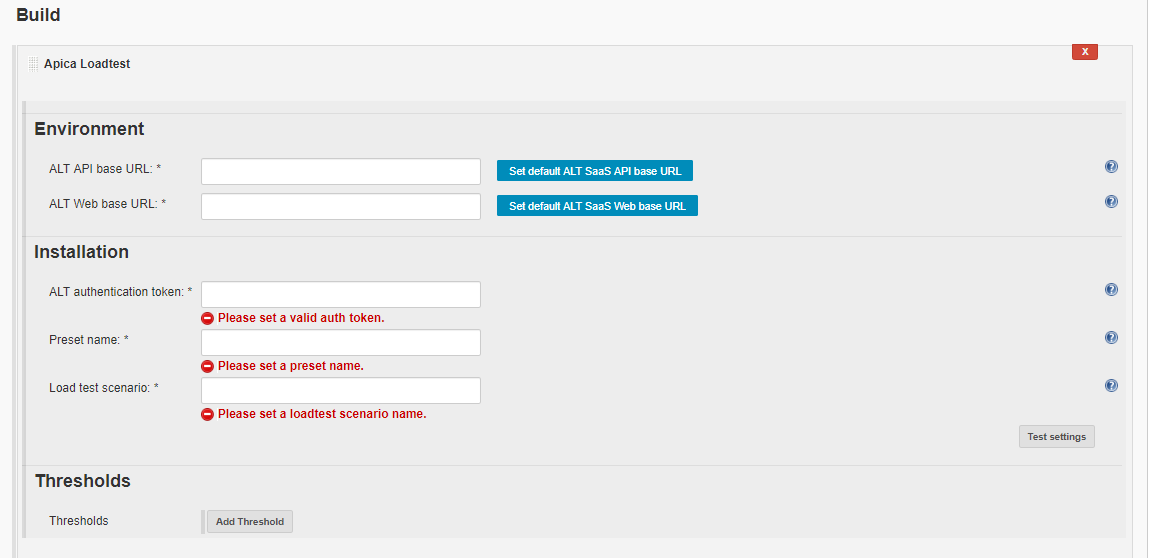 Build
X
Apica Loadtest
Environment
ALT API base URL: * Set default ALT SaaS API base URL ?
ALT Web base URL: * Set default ALT SaaS Web base URL ?
Installation
ALT authentication token: * ?
Please set a valid auth token.
Preset name: * ?
Please set a preset name.
Load test scenario: * ?
Please set a loadtest scenario name.
Test settings
Thresholds
Thresholds Add Threshold